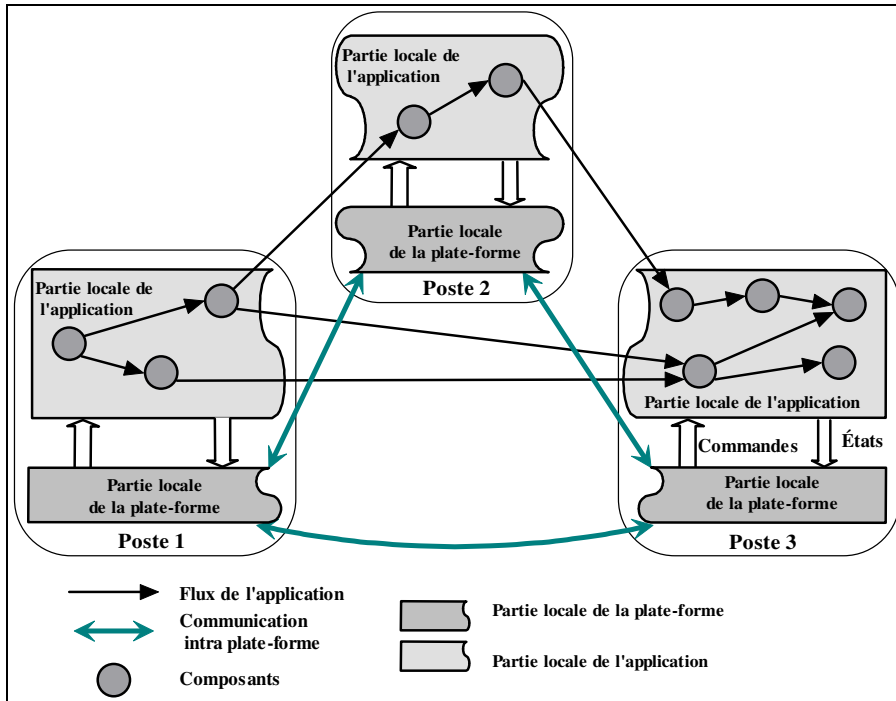 Partie locale de
l'application
Partie locale
de la plate-forme
Poste 2
Partie locale de
l'application
Partie locale
de la plate-forme
Poste 1
Partie locale de l'application
Commandes
États
Partie locale
de la plate-forme
Poste 3
Flux de l'application
Communication
intra plate-forme
Composants
Partie locale de la plate-forme
Partie locale de l'application